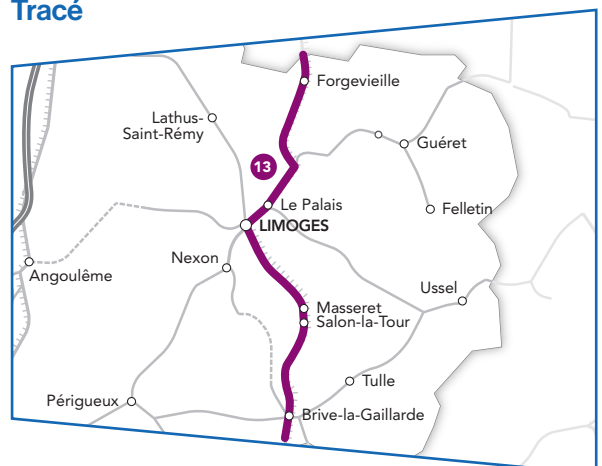 Tracé
Forgevieille
Lathus-
Saint-Rémy
Guéret
13
Le Palais
Felletin
LIMOGES
Nexon
Angoulême
Ussel
Masseret
Salon-la-Tour
Tulle
Périgueux
Brive-la-Gaillarde